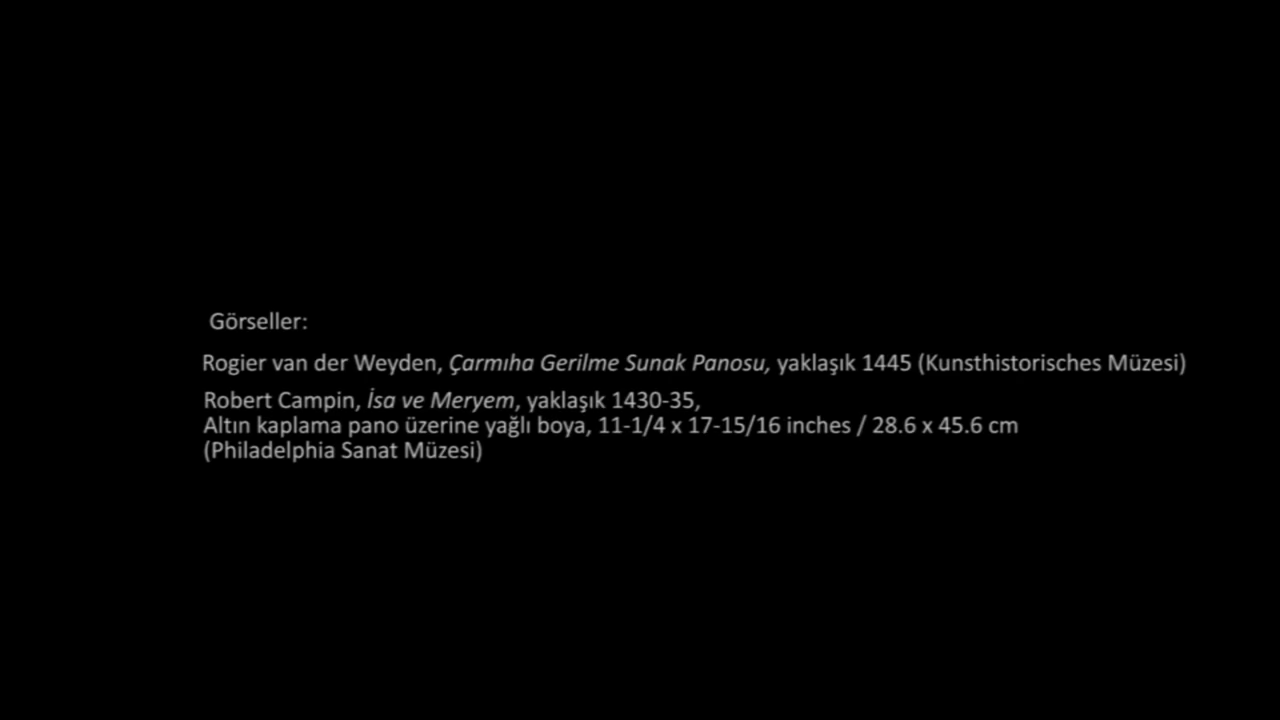 Görseller:
Rogier van der Weyden, Çarmıha Gerilme Sunak Panosu, yaklaşık 1445 (Kunsthistorisches Müzesi)
Robert Campin, İsa ve Meryem, yaklaşık 1430-35,
Altın kaplama pano üzerine yağlı boya, 11-1/4 x 17-15/16 inches / 28.6 x 45.6 cm
(Philadelphia Sanat Müzesi)